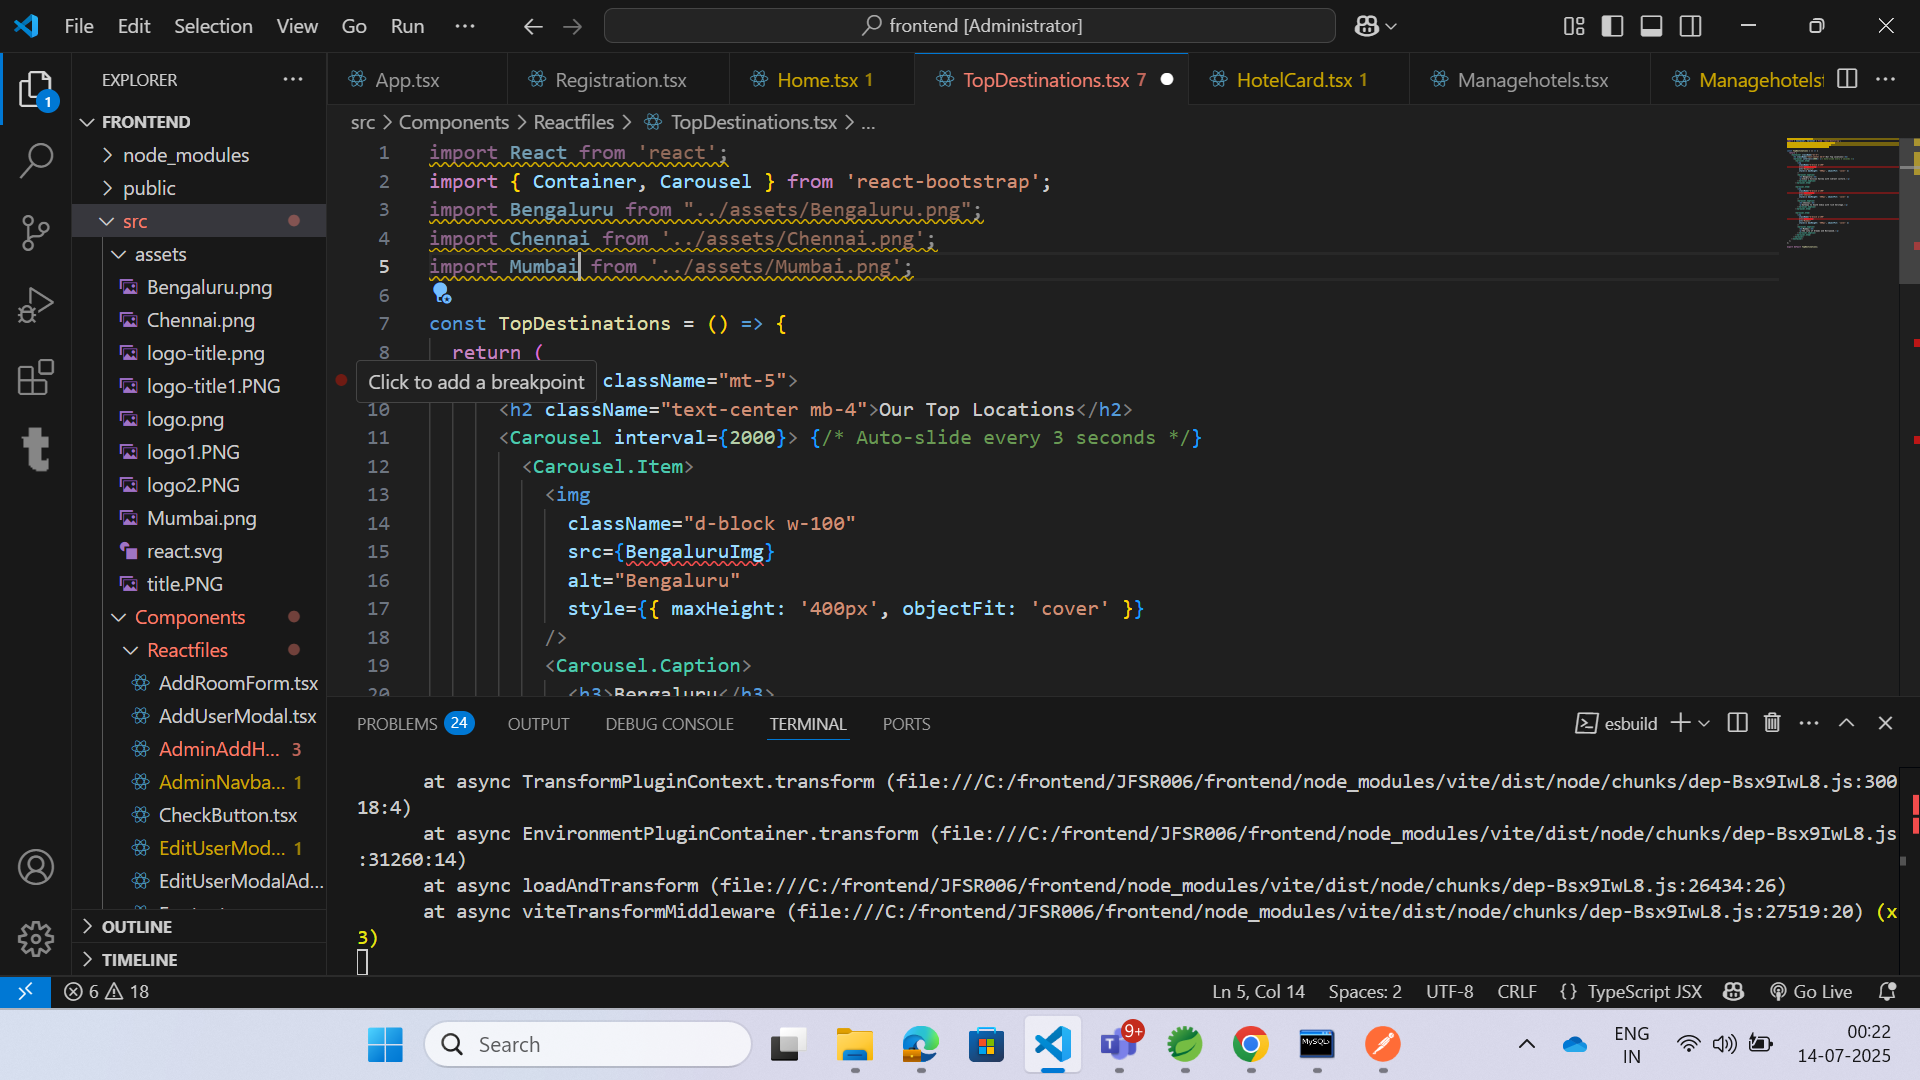 File Edit Selection View Go Run ··· frontend [Administrator]
EXPLORER
App.tsx Registration.tsx Home.tsx 1 TopDestinations.tsx 7 HotelCard.tsx 1 Managehotels.tsx Managehotelst
src > Components > Reactfiles > TopDestinations.tsx > ...
1
FRONTEND
node_modules
public
src
assets
Bengaluru.png
Chennai.png
logo-title.png
logo-title1.PNG
logo.png
logo1.PNG
logo2.PNG
Mumbai.png
react.svg
title.PNG
Components
Reactfiles
AddRoomForm.tsx
AddUserModal.tsx
AdminAddH... 3
AdminNavba... 1
CheckButton.tsx
EditUserMod... 1
EditUserModalAd...
OUTLINE
TIMELINE
1 import React from 'react';
2 import { Container, Carousel } from 'react-bootstrap';
3 import Bengaluru from "../assets/Bengaluru.png";
4 import Chennai from '../assets/Chennai.png';
5 import Mumbai from '../assets/Mumbai.png';
6
7 const TopDestinations = () => {
8 return (
Click to add a breakpoint className="mt-5">
10 <h2 className="text-center mb-4">Our Top Locations</h2>
11 <Carousel interval={2000}> {/* Auto-slide every 3 seconds */}
12 <Carousel.Item>
13 <img
14 className="d-block w-100"
15 src={BengaluruImg}
16 alt="Bengaluru"
17 style={{ maxHeight: '400px', objectFit: 'cover' }}
18 />
19 <Carousel.Caption>
20 <h3>Bengaluru</h3>
PROBLEMS 24 OUTPUT DEBUG CONSOLE TERMINAL PORTS esbuild
at async TransformPluginContext.transform (file:///C:/frontend/JFSR006/frontend/node_modules/vite/dist/node/chunks/dep-Bsx9IwL8.js:300
18:4)
at async EnvironmentPluginContainer.transform (file:///C:/frontend/JFSR006/frontend/node_modules/vite/dist/node/chunks/dep-Bsx9IwL8.js
:31260:14)
at async loadAndTransform (file:///C:/frontend/JFSR006/frontend/node_modules/vite/dist/node/chunks/dep-Bsx9IwL8.js:26434:26)
at async viteTransformMiddleware (file:///C:/frontend/JFSR006/frontend/node_modules/vite/dist/node/chunks/dep-Bsx9IwL8.js:27519:20) (x
3)
6 18 Ln 5, Col 14 Spaces: 2 UTF-8 CRLF {} TypeScript JSX Go Live
Search 9+ MySQL ENG
IN
00:22
14-07-2025